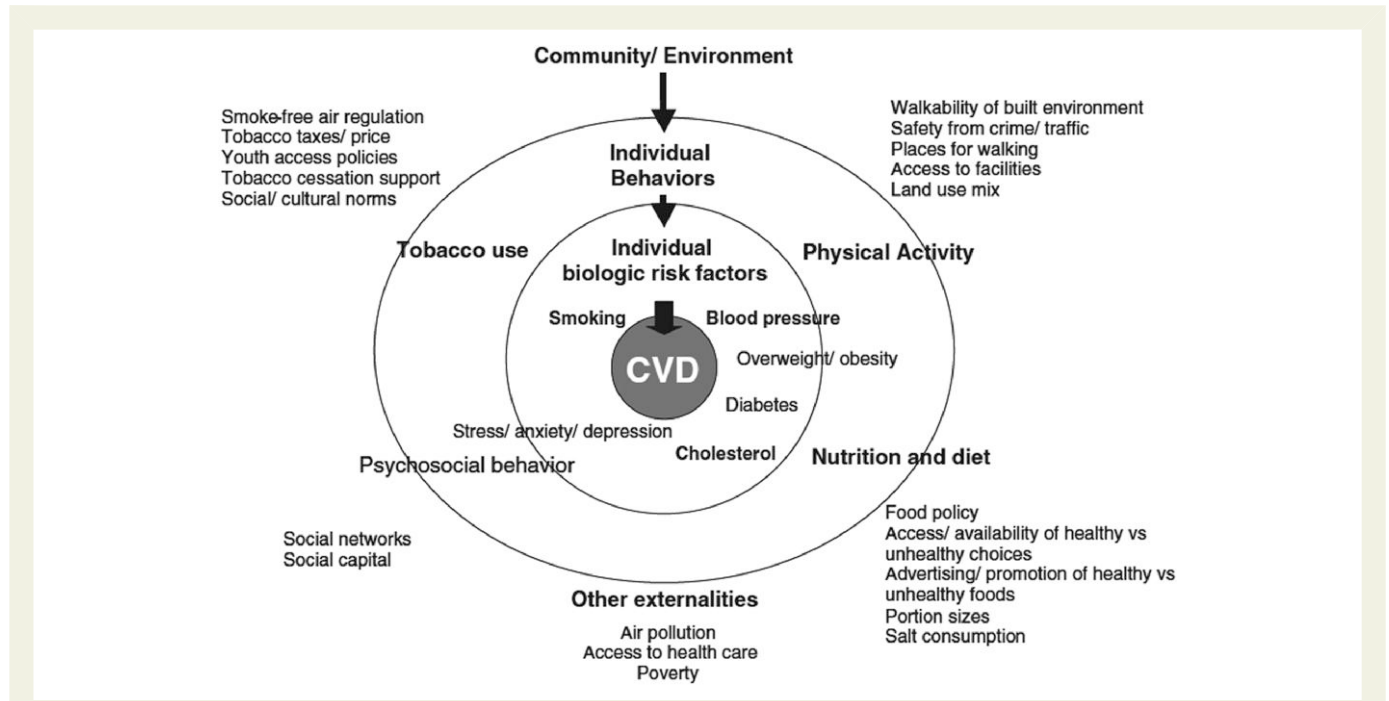 Community/ Environment
Smoke-free air regulation
Tobacco taxes/ price
Youth access policies
Tobacco cessation support
Social/ cultural norms
Walkability of built environment
Safety from crime/ traffic
Places for walking
Access to facilities
Land use mix
Individual
Behaviors
Tobacco use
Individual
biologic risk factors
Physical Activity
Smoking
Blood pressure
CVD
Overweight/ obesity
Diabetes
Stress/ anxiety/ depression
Cholesterol
Psychosocial behavior
Nutrition and diet
Social networks
Social capital
Food policy
Access/ availability of healthy vs
unhealthy choices
Advertising/ promotion of healthy vs
unhealthy foods
Portion sizes
Salt consumption
Other externalities
Air pollution
Access to health care
Poverty